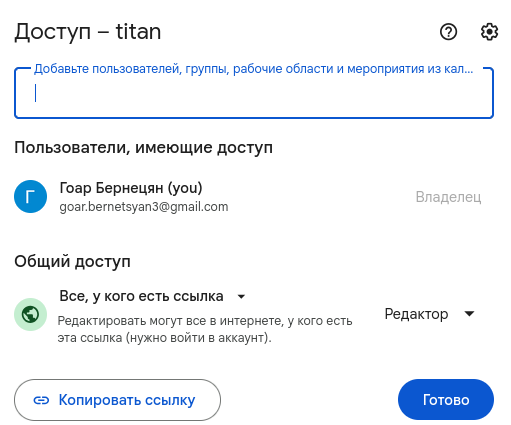 Доступ – titan
Добавьте пользователей, группы, рабочие области и мероприятия из кал...
Пользователи, имеющие доступ
Г
Гоар Бернецян (you)
goar.bernetsyan3@gmail.com
Владелец
Общий доступ
Все, у кого есть ссылка
Редактировать могут все в интернете, у кого есть
эта ссылка (нужно войти в аккаунт).
Редактор
Копировать ссылку
Готово